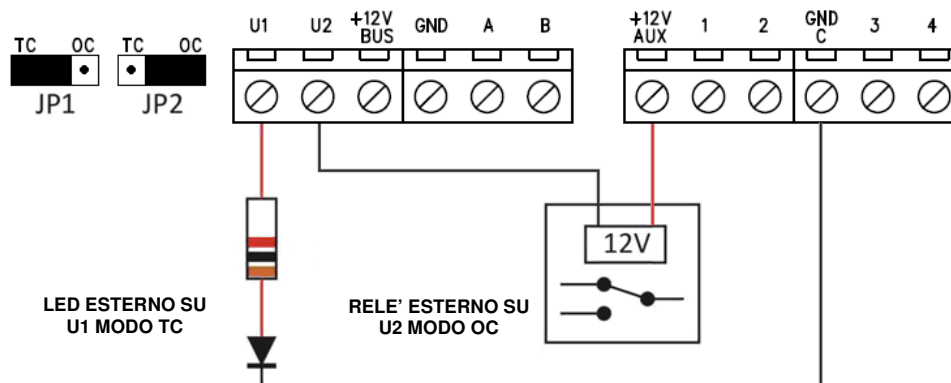 U1 U2 +12V BUS GND A B +12V AUX 1 2 GND C 3 4
TC OC TC OC
JP1 JP2
12V
LED ESTERNO SU
U1 MODO TC
RELE’ ESTERNO SU
U2 MODO OC